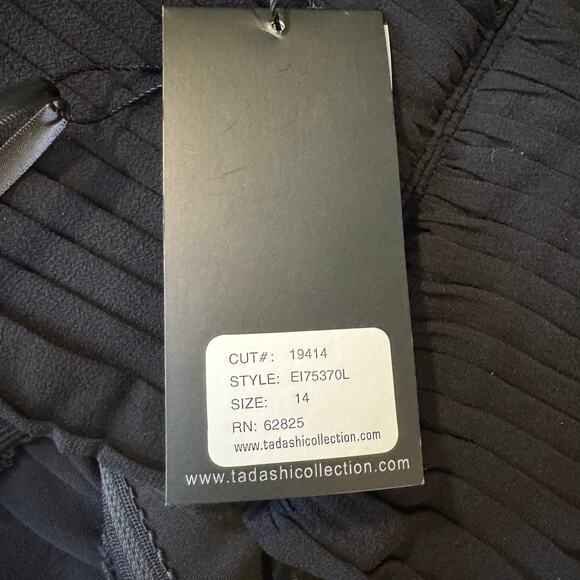 CUT#: 19414
STYLE: EI75370L
SIZE: 14
RN: 62825
www.tadashicollection.com
www.tadashicollection.com